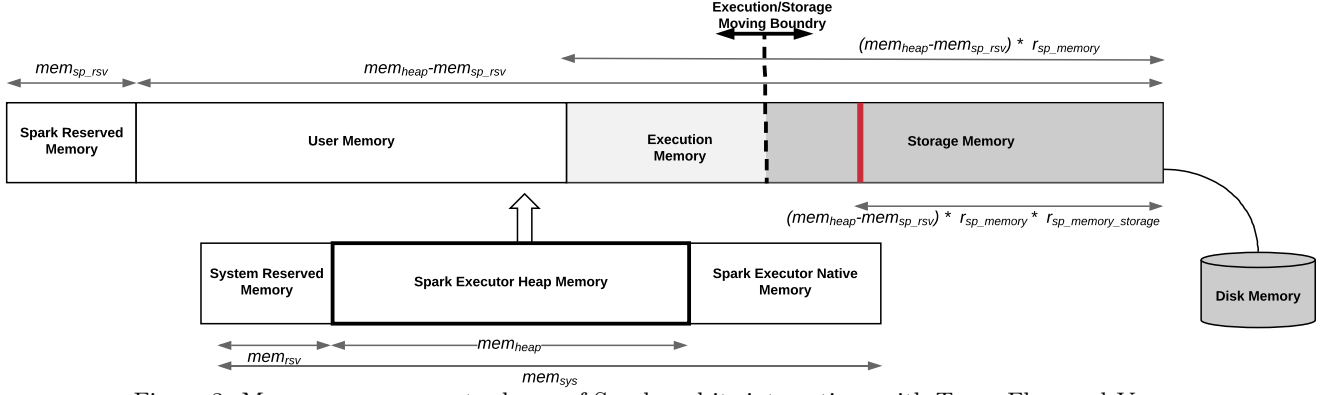 Execution/Storage
Moving Boundry
(mem_heap-mem_sp_rsv) * r_sp_memory
mem_sp_rsv
mem_heap-mem_sp_rsv
Spark Reserved
Memory
User Memory
Execution
Memory
Storage Memory
(mem_heap-mem_sp_rsv) * r_sp_memory * r_sp_memory_storage
System Reserved
Memory
Spark Executor Heap Memory
Spark Executor Native
Memory
Disk Memory
mem_heap
mem_rsv
mem_sys